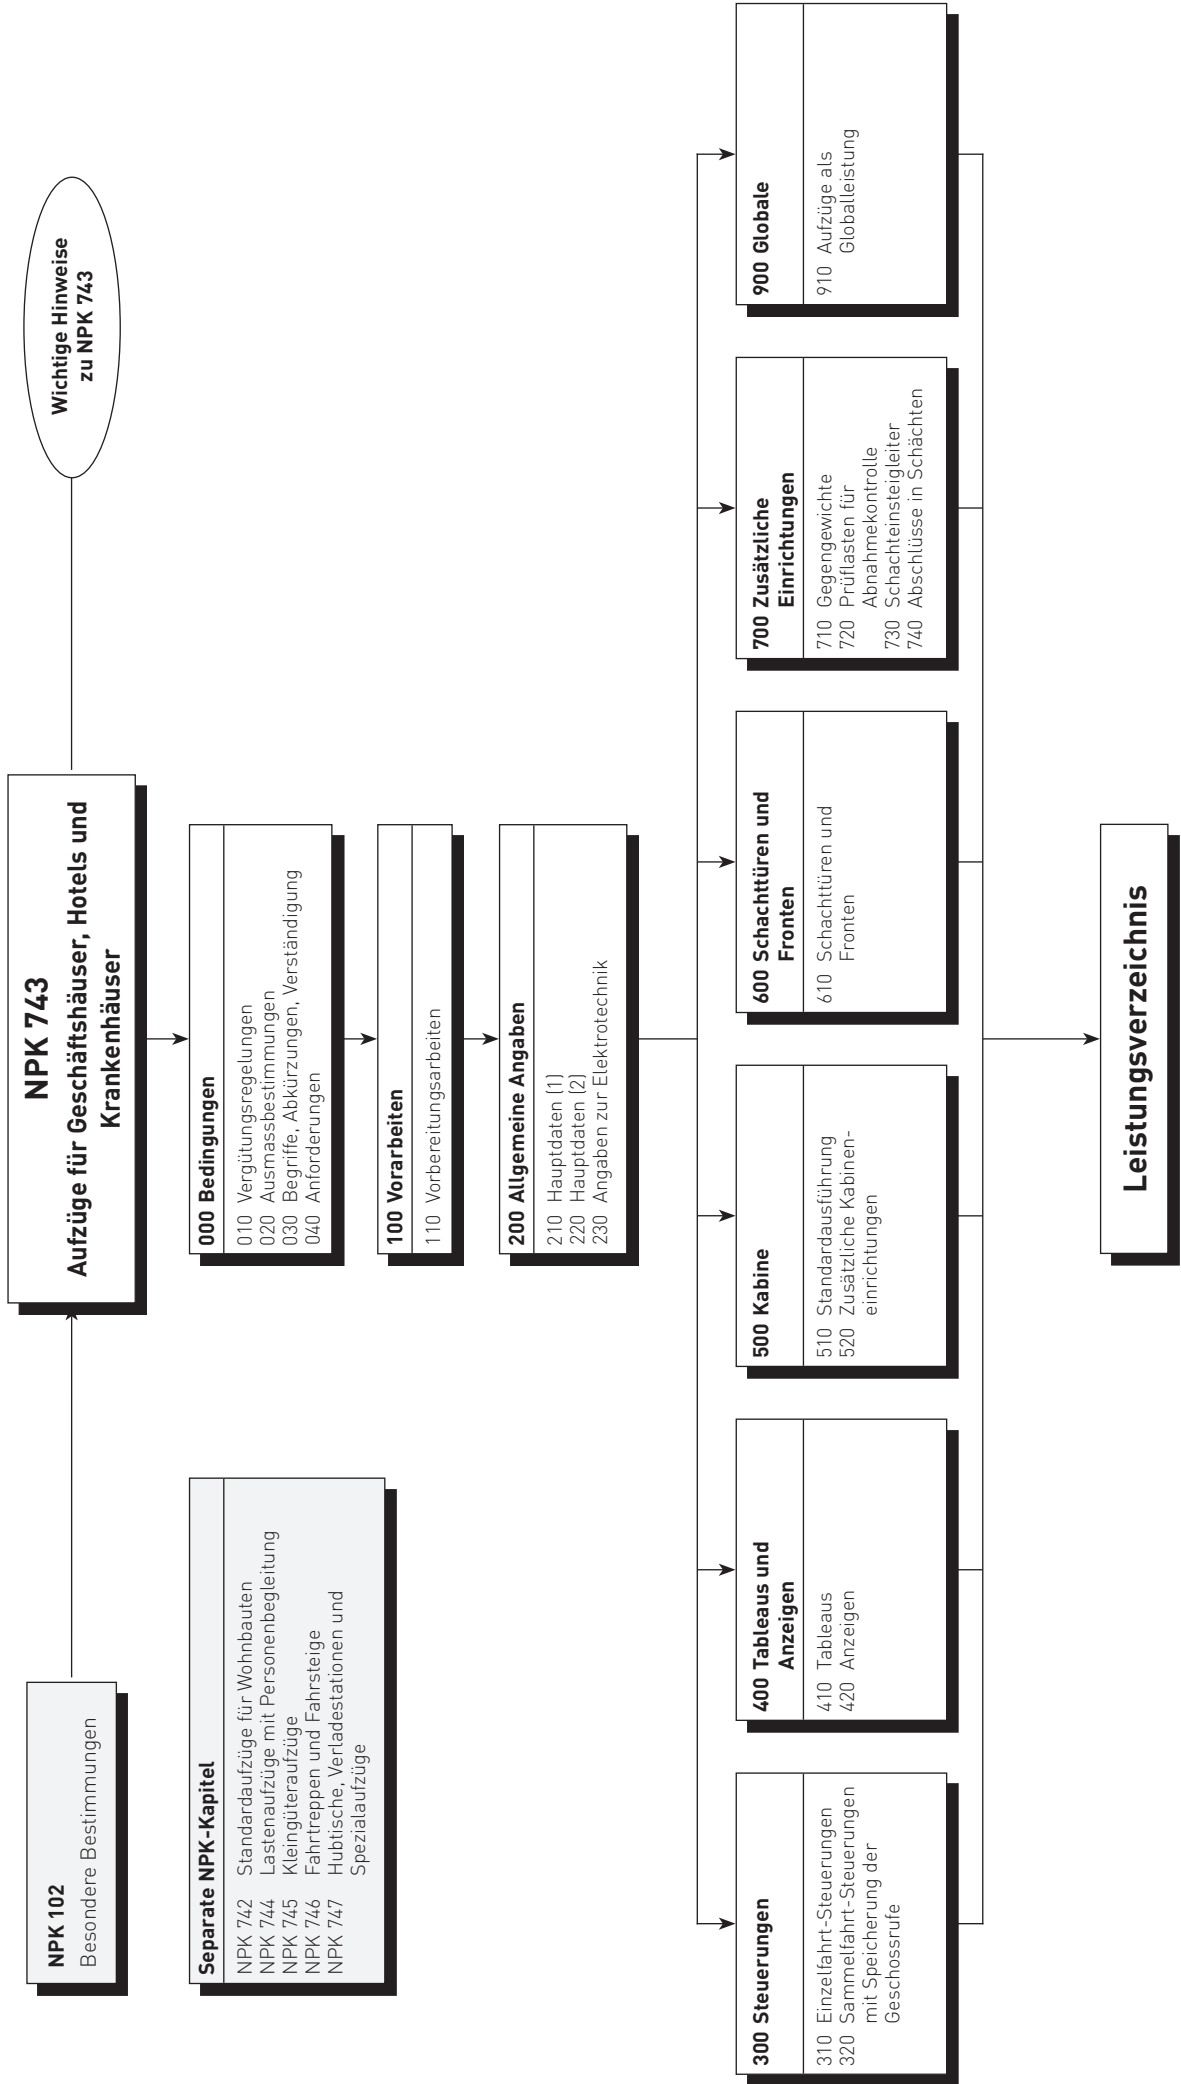 NPK 743
Aufzüge für Geschäftshäuser, Hotels und
Krankenhäuser
Wichtige Hinweise
zu NPK 743
NPK 102
Besondere Bestimmungen
Separate NPK-Kapitel
NPK 742 Standardaufzüge für Wohnbauten
NPK 744 Lastenaufzüge mit Personenbegleitung
NPK 745 Kleingüteraufzüge
NPK 746 Fahrtreppen und Fahrsteige
NPK 747 Hubtische, Verladestationen und
Spezialaufzüge
000 Bedingungen
010 Vergütungsregelungen
020 Ausmassbestimmungen
030 Begriffe, Abkürzungen, Verständigung
040 Anforderungen
100 Vorarbeiten
110 Vorbereitungsarbeiten
200 Allgemeine Angaben
210 Hauptdaten (1)
220 Hauptdaten (2)
230 Angaben zur Elektrotechnik
300 Steuerungen
310 Einzelfahrt-Steuerungen
320 Sammelfahrt-Steuerungen
mit Speicherung der
Geschossrufe
400 Tableaus und
Anzeigen
410 Tableaus
420 Anzeigen
500 Kabine
510 Standardausführung
520 Zusätzliche Kabinen-
einrichtungen
600 Schachttüren und
Fronten
610 Schachttüren und
Fronten
700 Zusätzliche
Einrichtungen
710 Gegengewichte
720 Prüflasten für
Abnahmekontrolle
730 Schachteinsteigleiter
740 Abschlüsse in Schächten
900 Globale
910 Aufzüge als
Globalleistung
Leistungsverzeichnis